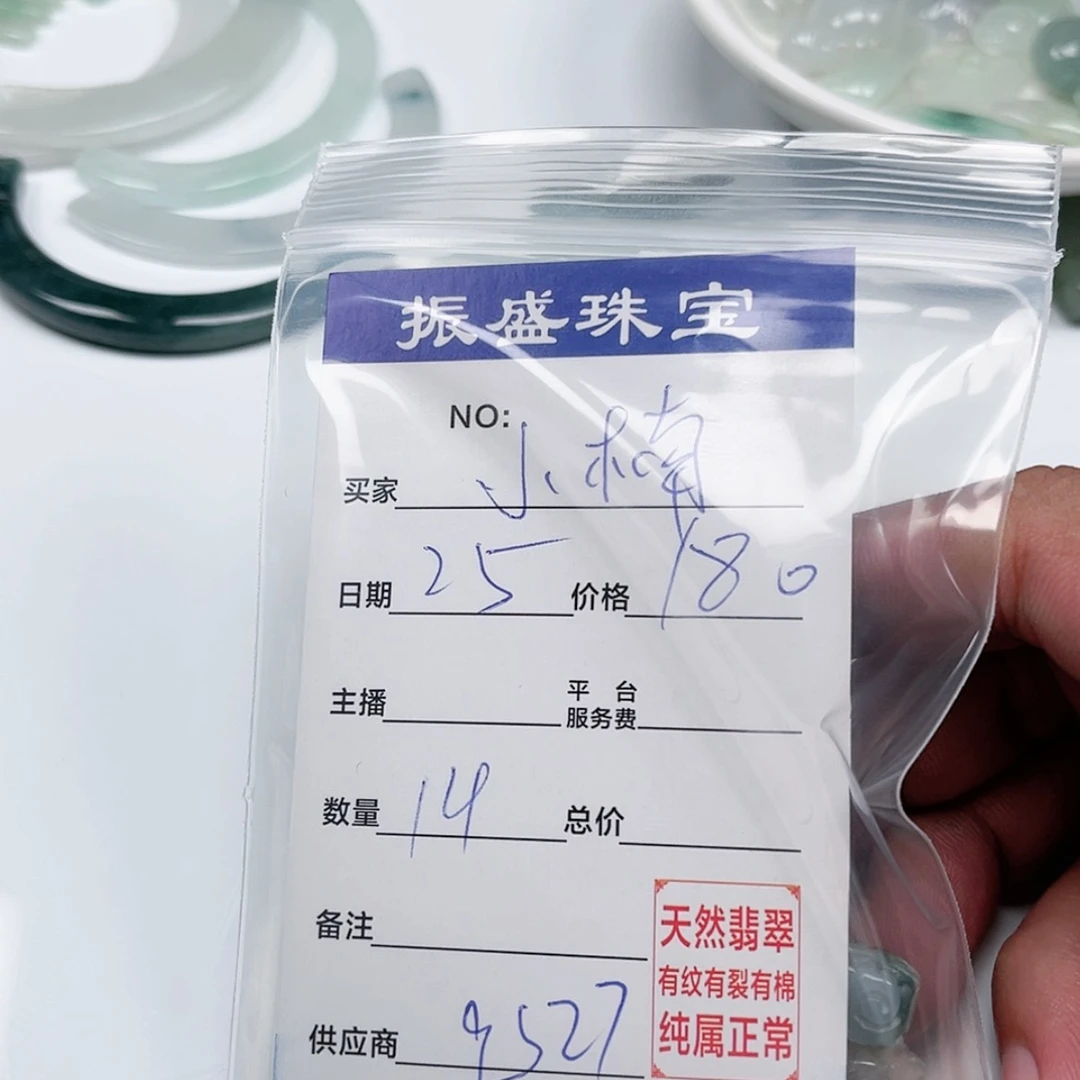 振盛珠宝
NO:
买家 小楠
日期 25 价格 180
主播 平台服务费
数量 14 总价
备注
天然翡翠
有纹有裂有棉
纯属正常
供应商 9527